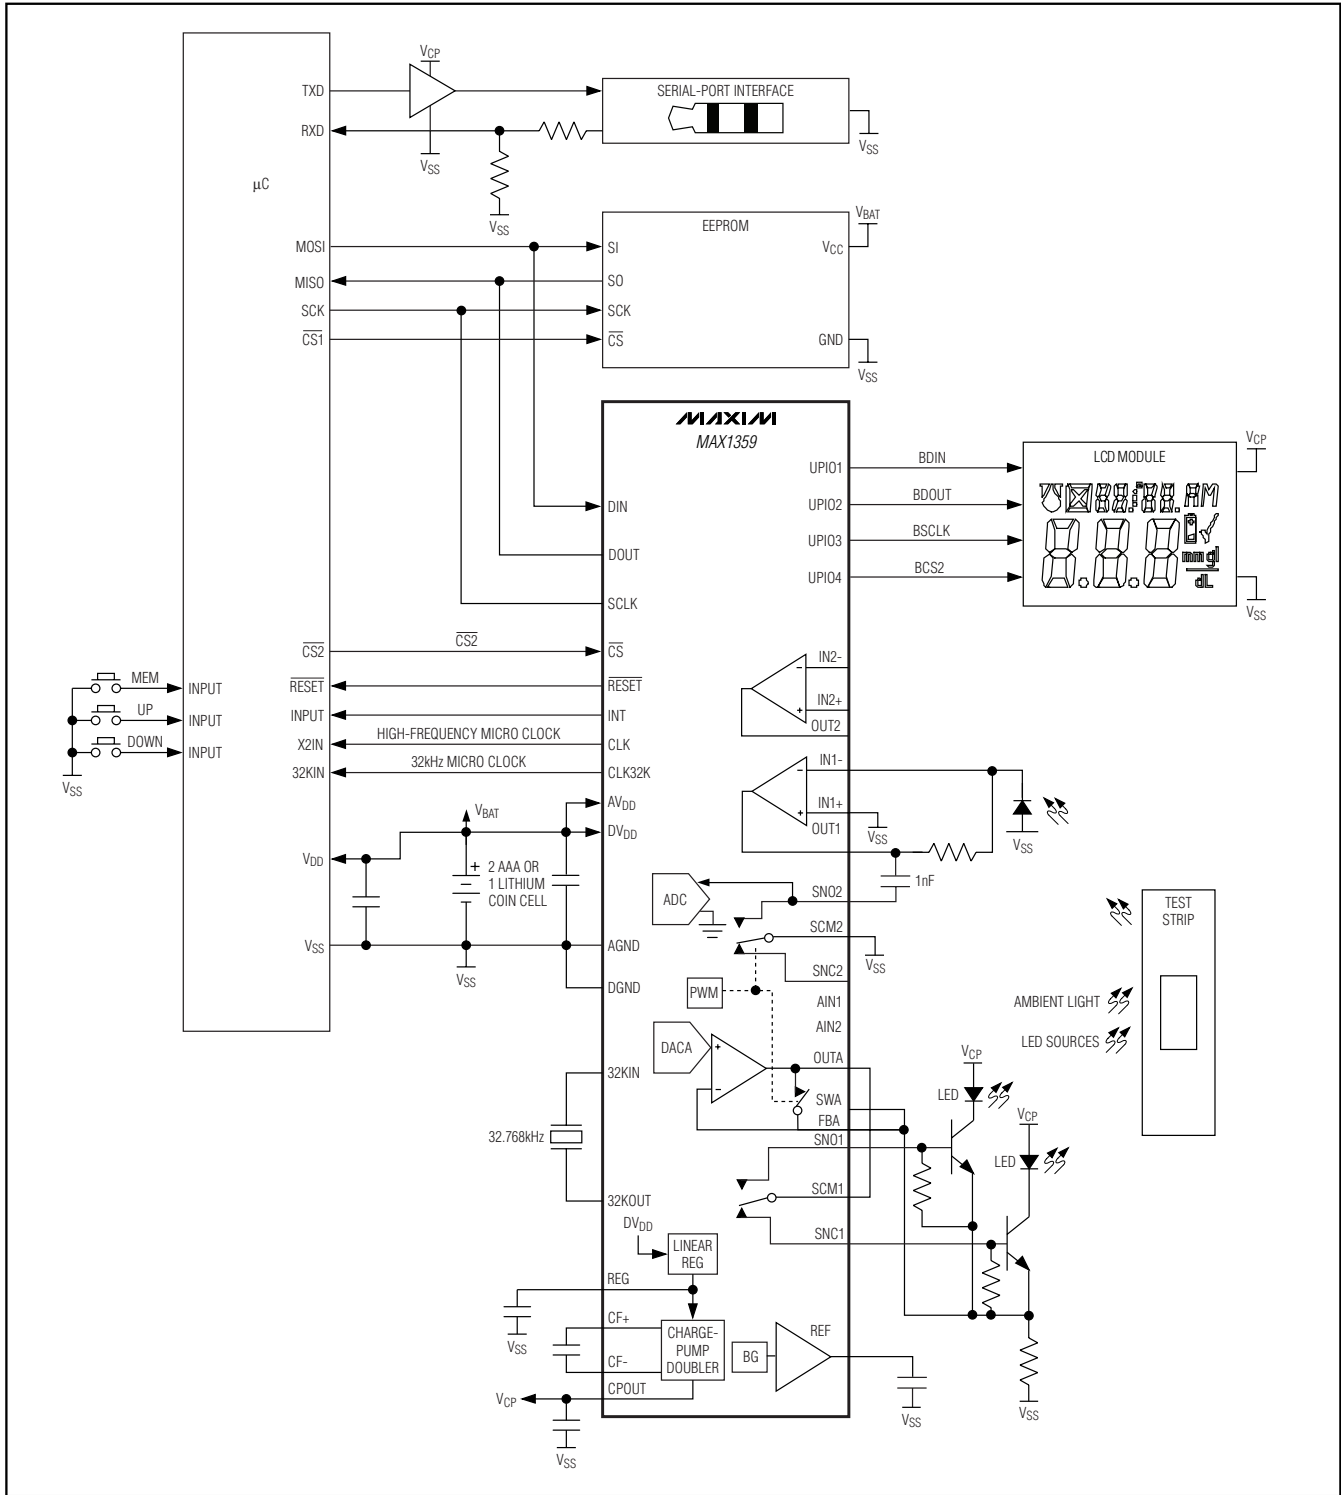 VCP
TXD
SERIAL-PORT INTERFACE
RXD
VSS
VSS
VSS
µC
VBAT
EEPROM
MOSI
SI
VCC
MISO
SO
SCK
SCK
CS1
CS
GND
VSS
MAXIM
MAX1359
LCD MODULE
VCP
UPIO1
BDIN
UPIO2
BDOUT
UPIO3
BSCLK
UPIO4
BCS2
88:88. AM
8.8.8
mmgl
dL
VSS
DIN
DOUT
SCLK
CS2
CS2
CS
RESET
RESET
INPUT
INT
X2IN
HIGH-FREQUENCY MICRO CLOCK
CLK
32KIN
32kHz MICRO CLOCK
CLK32K
MEM
INPUT
UP
INPUT
DOWN
INPUT
VSS
IN2-
IN2+
OUT2
IN1-
IN1+
VSS
OUT1
VSS
1nF
AVDD
VBAT
DVDD
VDD
+ 2 AAA OR
1 LITHIUM
COIN CELL
VSS
AGND
VSS
DGND
ADC
SNO2
SCM2
VSS
SNC2
PWM
AIN1
AIN2
DACA
OUTA
SWA
FBA
SNO1
SCM1
SNC1
TEST
STRIP
AMBIENT LIGHT
LED SOURCES
VCP
LED
VCP
LED
VSS
32KIN
32.768kHz
32KOUT
DVDD
LINEAR
REG
REG
VSS
CF+
CF-
CHARGE-
PUMP
DOUBLER
CPOUT
VCP
VSS
BG
REF
VSS